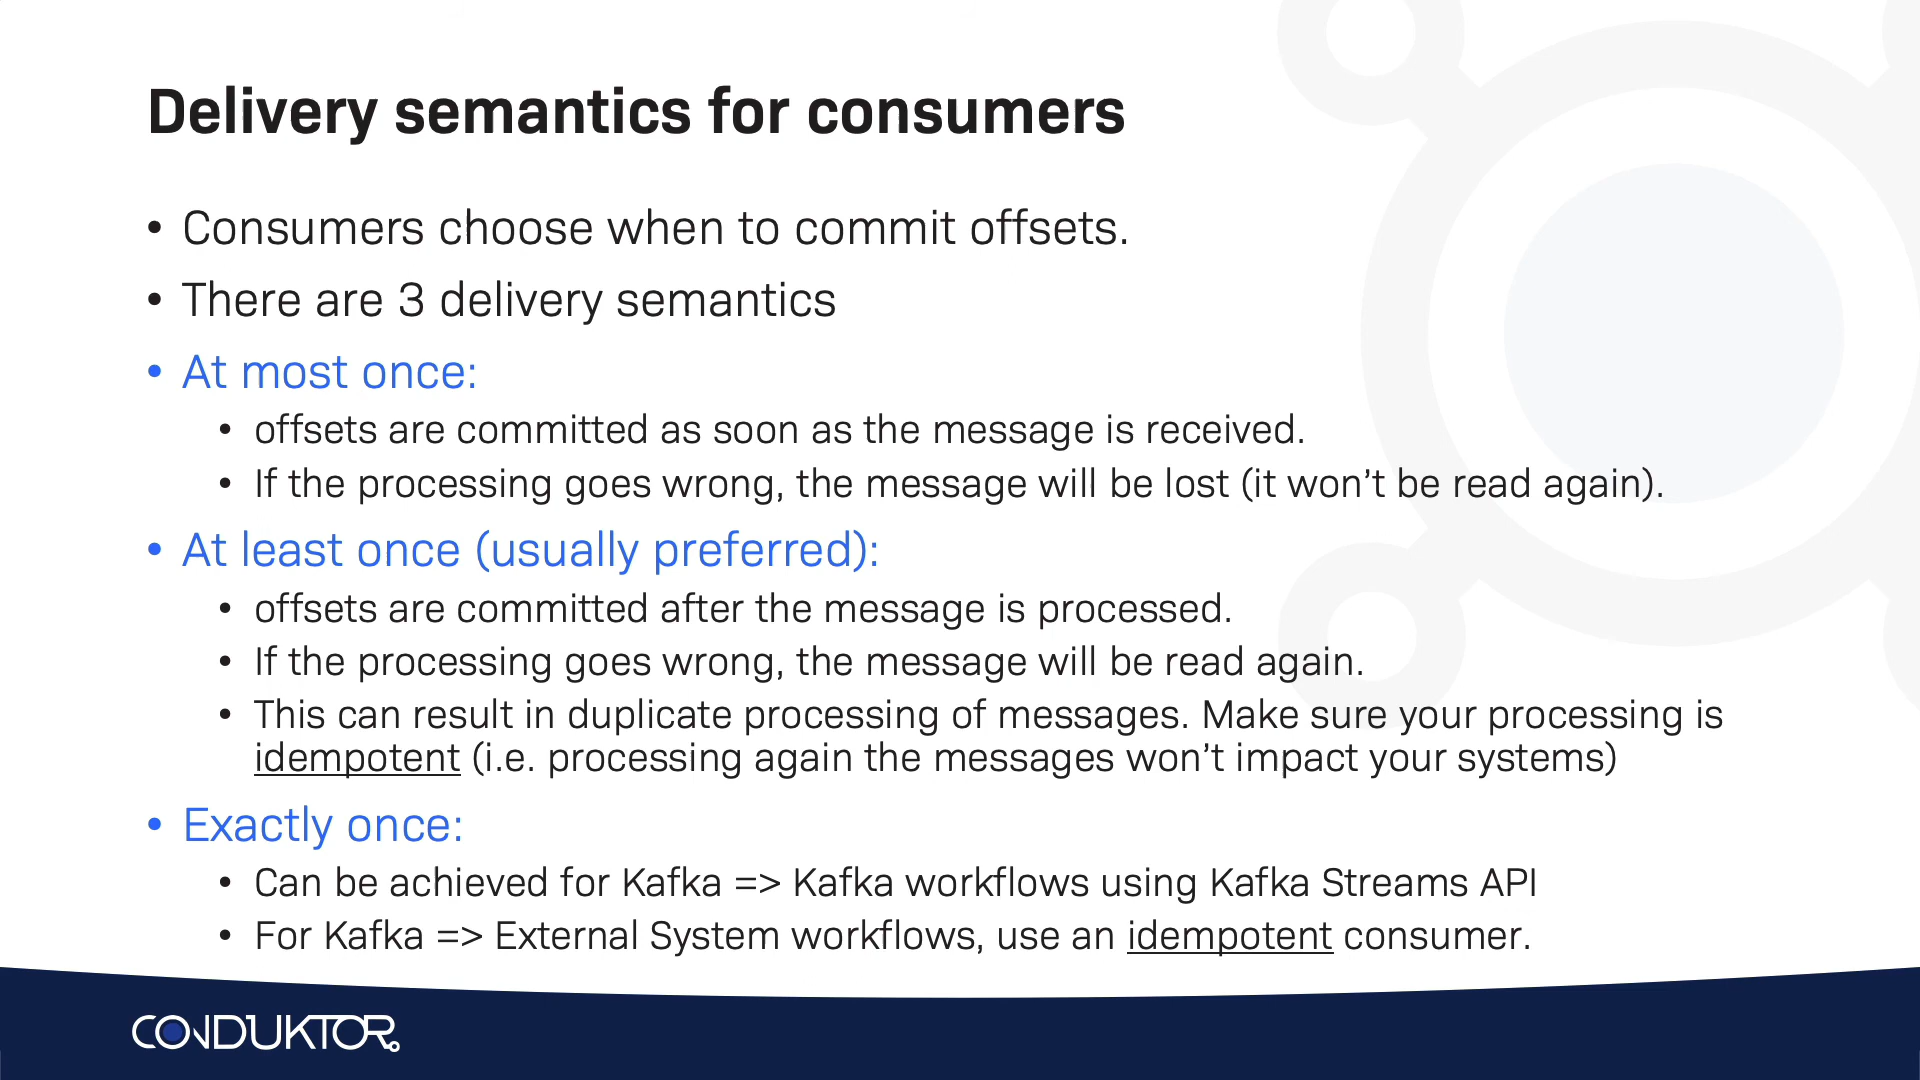 Delivery semantics for consumers
• Consumers choose when to commit offsets.
• There are 3 delivery semantics
• At most once:
• offsets are committed as soon as the message is received.
• If the processing goes wrong, the message will be lost (it won’t be read again).
• At least once (usually preferred):
• offsets are committed after the message is processed.
• If the processing goes wrong, the message will be read again.
• This can result in duplicate processing of messages. Make sure your processing is
idempotent (i.e. processing again the messages won’t impact your systems)
• Exactly once:
• Can be achieved for Kafka => Kafka workflows using Kafka Streams API
• For Kafka => External System workflows, use an idempotent consumer.
CONDUKTOR